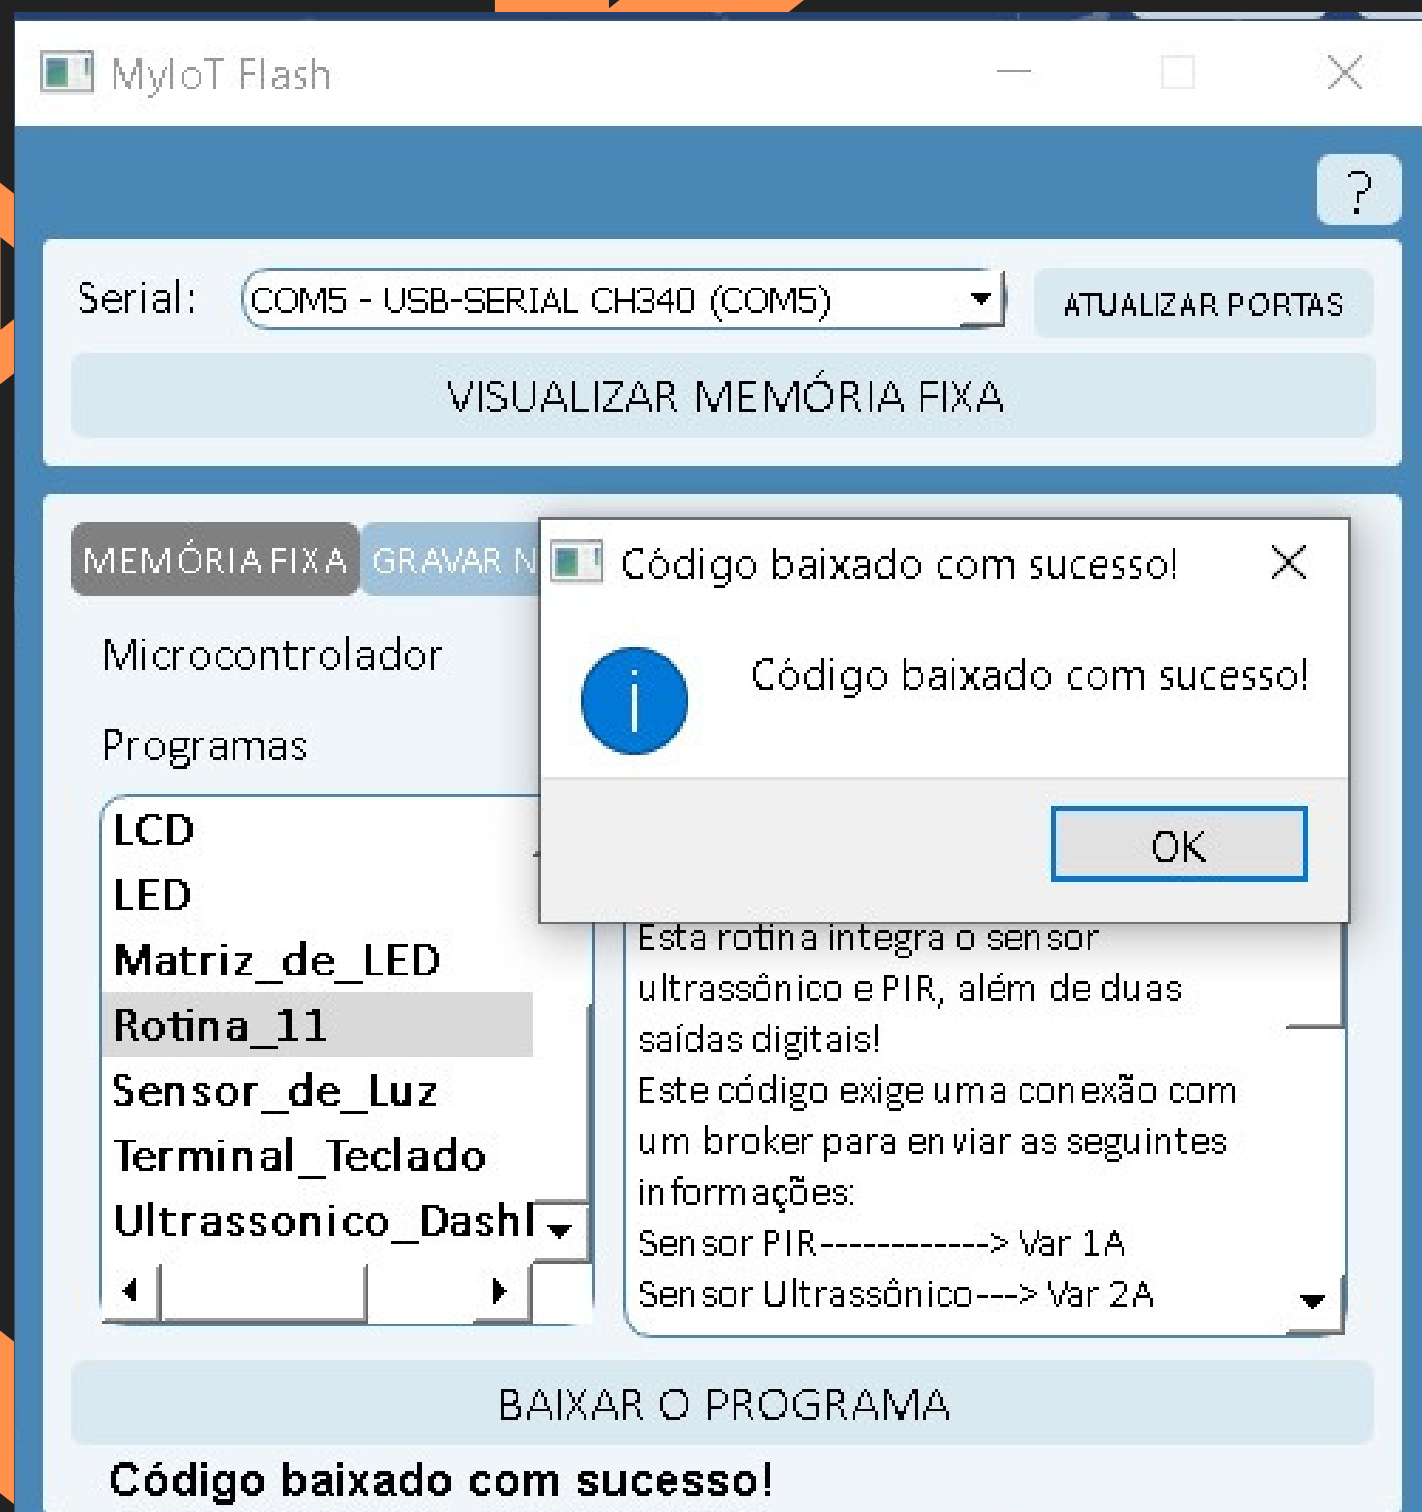 MyIoT Flash
?
Serial: COM5 - USB-SERIAL CH340 (COM5) ATUALIZAR PORTAS
VISUALIZAR MEMÓRIA FIXA
MEMÓRIA FIXA GRAVAR N
Código baixado com sucesso!
Código baixado com sucesso!
OK
Microcontrolador
Programas
LCD
LED
Matriz_de_LED
Rotina_11
Sensor_de_Luz
Terminal_Teclado
Ultrassonico_Dash
Esta rotina integra o sensor
ultrassônico e PIR, além de duas
saídas digitais!
Este código exige uma conexão com
um broker para enviar as seguintes
informações:
Sensor PIR------------> Var 1A
Sensor Ultrassônico---> Var 2A
BAIXAR O PROGRAMA
Código baixado com sucesso!